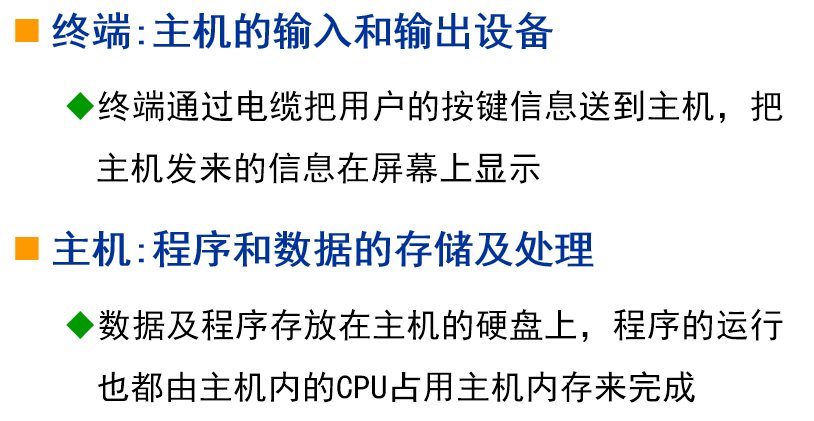 终端:主机的输入和输出设备
终端通过电缆把用户的按键信息送到主机，把
主机发来的信息在屏幕上显示
主机:程序和数据的存储及处理
数据及程序存放在主机的硬盘上，程序的运行
也都由主机内的CPU占用主机内存来完成